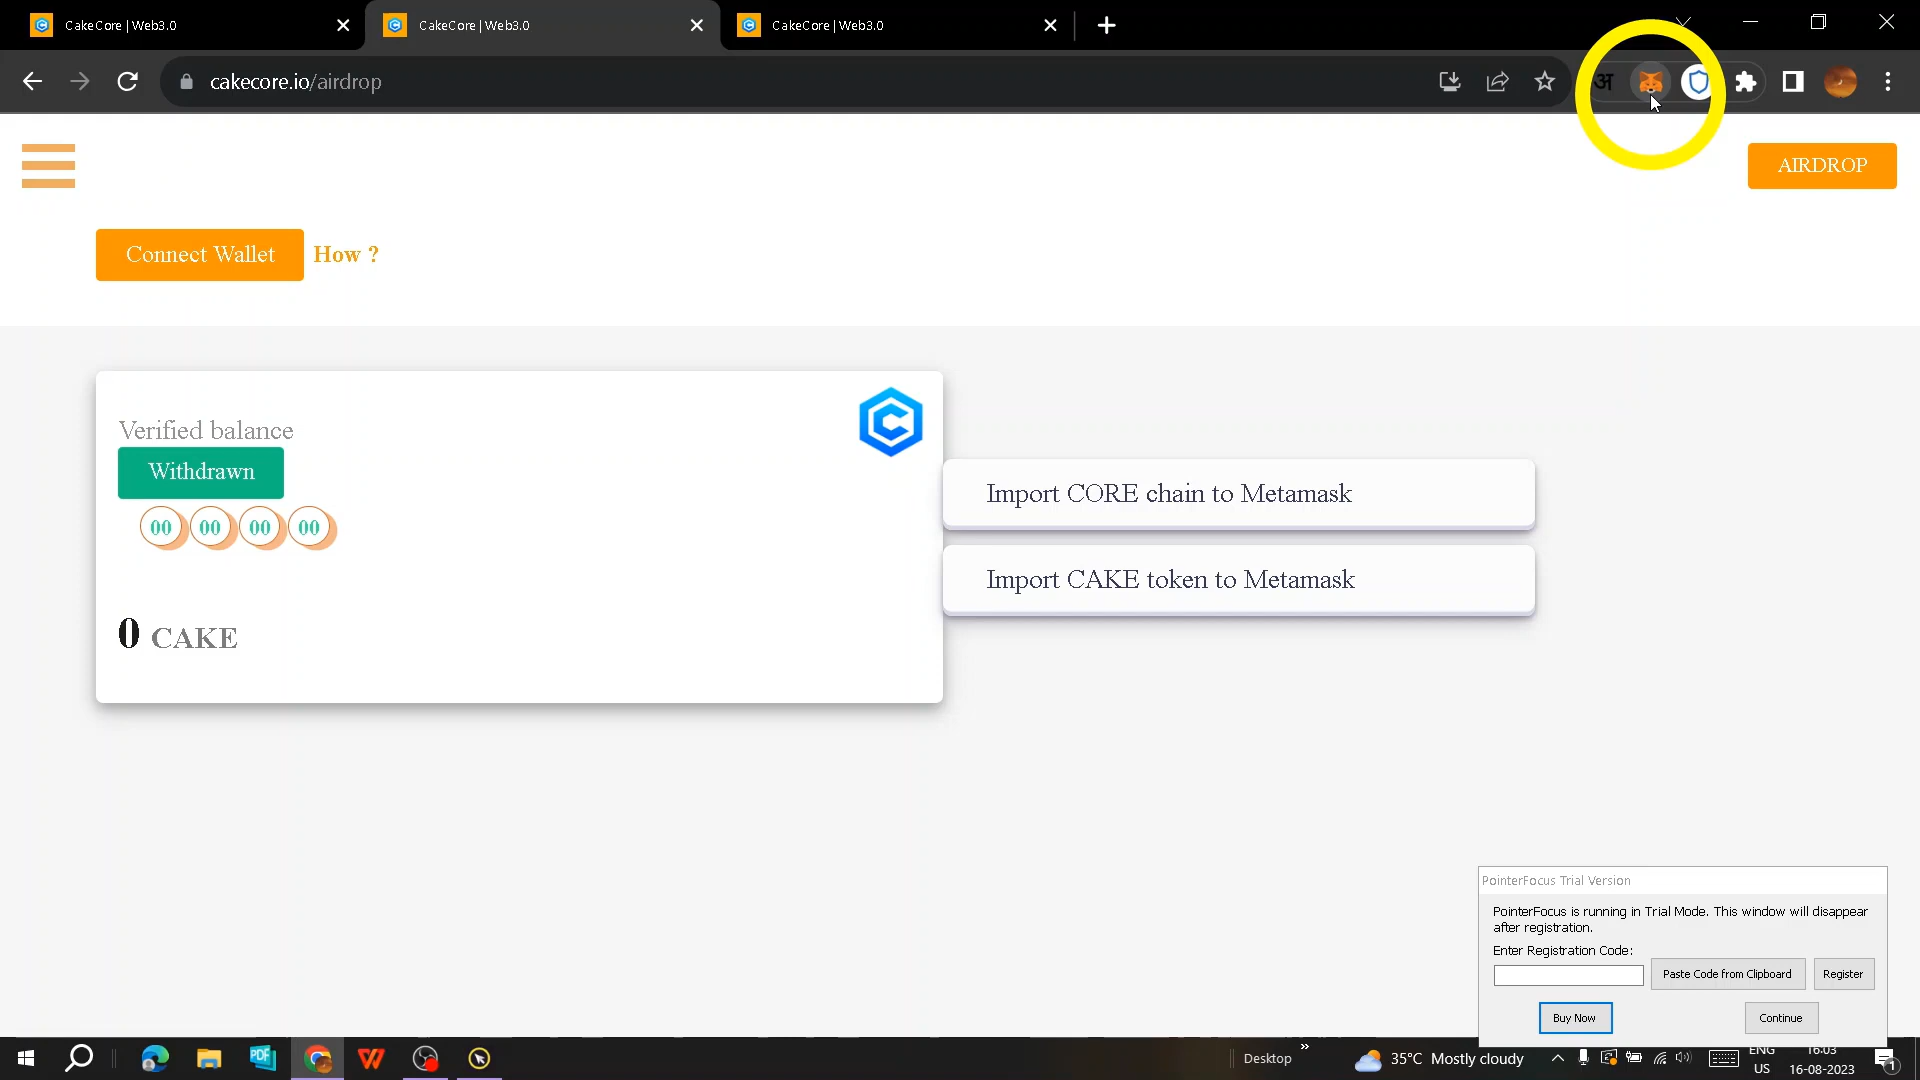 CakeCore | Web3.0
CakeCore | Web3.0
CakeCore | Web3.0
cakecore.io/airdrop
अ
AIRDROP
Connect Wallet How ?
Verified balance
Withdrawn
00 00 00 00
0 CAKE
Import CORE chain to Metamask
Import CAKE token to Metamask
PointerFocus Trial Version
PointerFocus is running in Trial Mode. This window will disappear
after registration.
Enter Registration Code:
Paste Code from Clipboard
Register
Buy Now
Continue
PDF
Desktop
35°C Mostly cloudy
ENG
US
16:03
16-08-2023
1